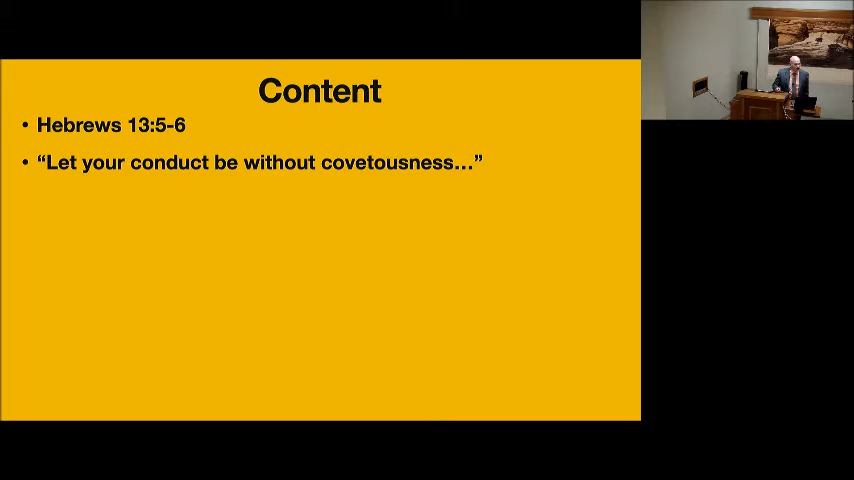 Content
• Hebrews 13:5-6
• “Let your conduct be without covetousness…”